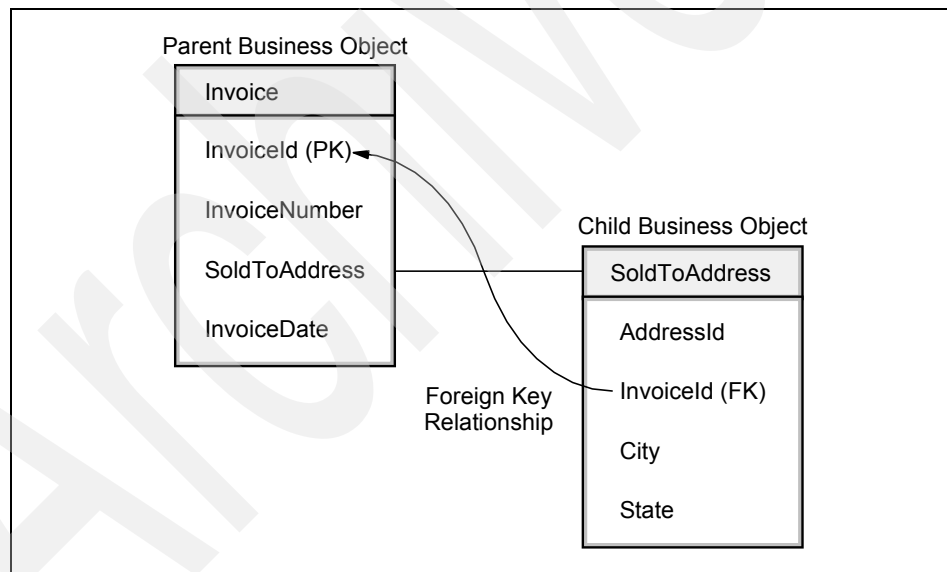 Parent Business Object
Invoice
InvoiceId (PK)
InvoiceNumber
SoldToAddress
InvoiceDate
Child Business Object
SoldToAddress
AddressId
InvoiceId (FK)
City
State
Foreign Key
Relationship
Archive